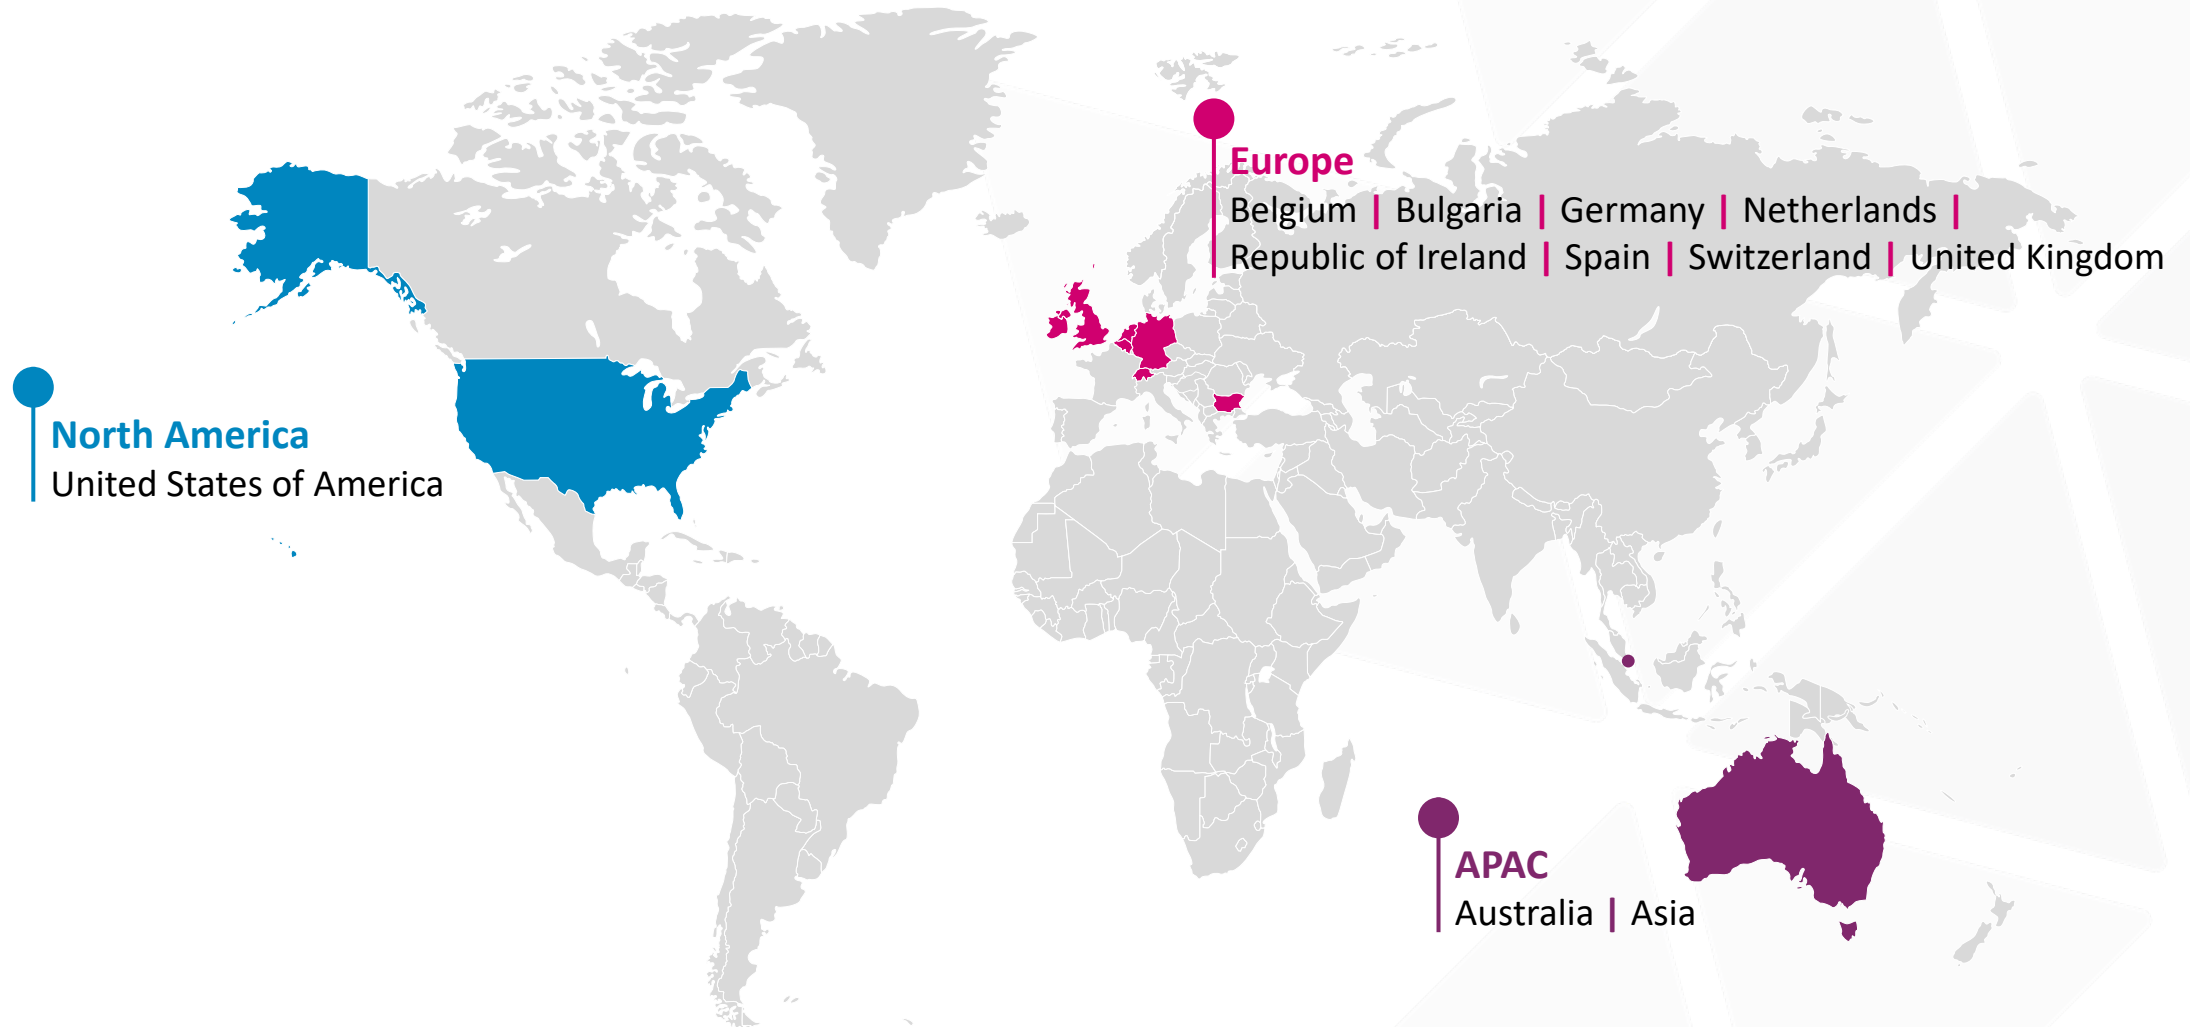 Europe
Belgium | Bulgaria | Germany | Netherlands |
Republic of Ireland | Spain | Switzerland | United Kingdom
North America
United States of America
APAC
Australia | Asia